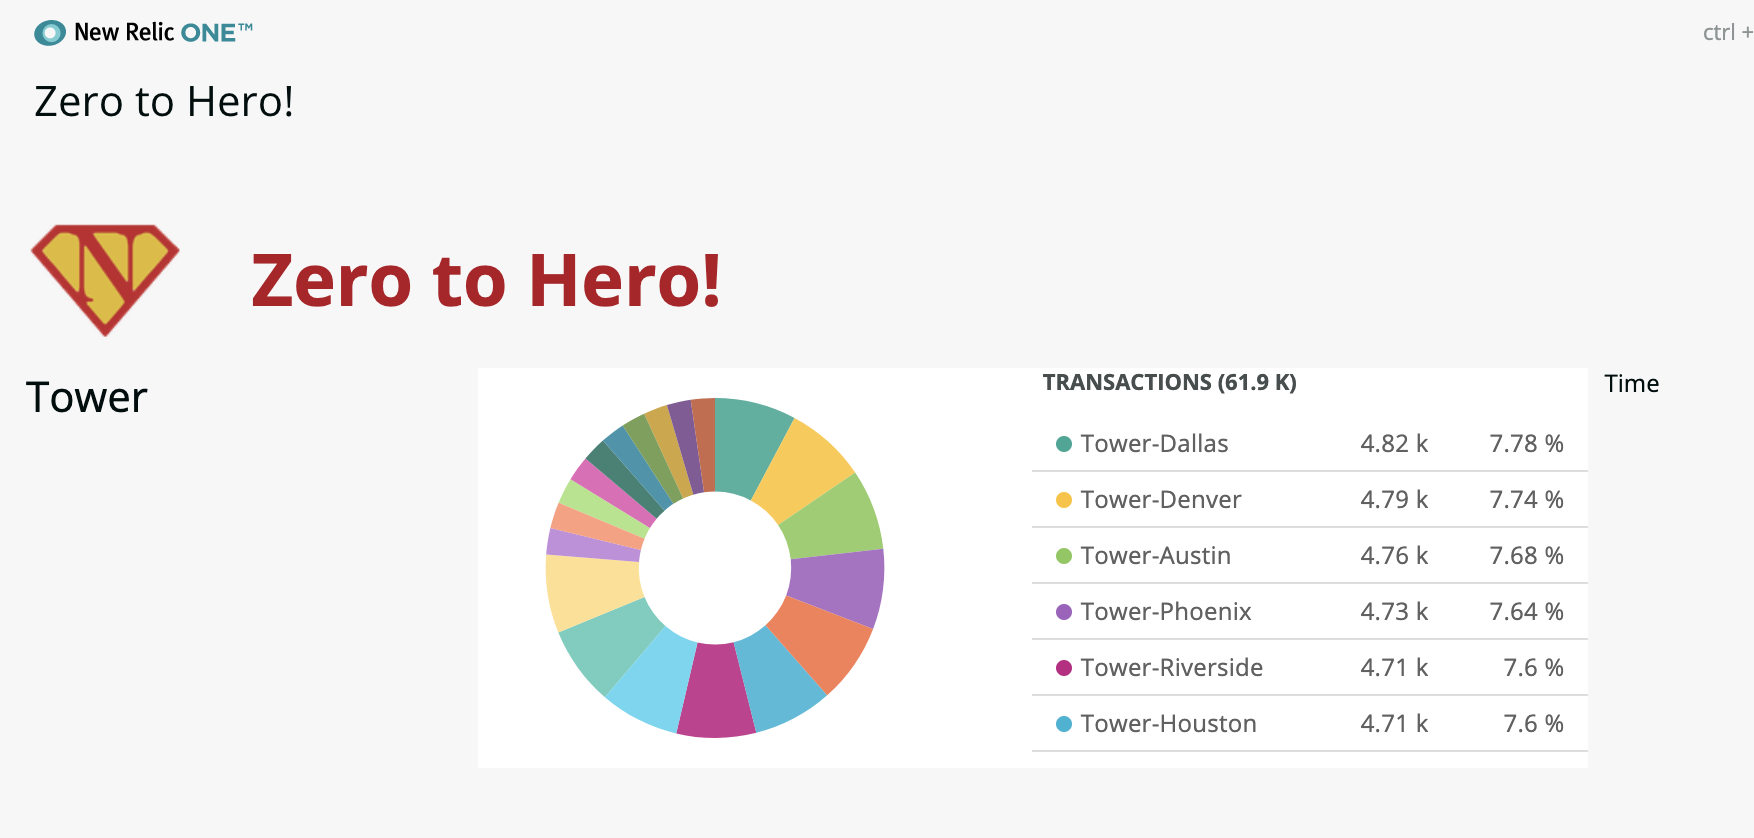 New Relic ONE™
ctrl +
Zero to Hero!
N
Zero to Hero!
Tower
TRANSACTIONS (61.9 K)
Time
Tower-Dallas 4.82 k 7.78 %
Tower-Denver 4.79 k 7.74 %
Tower-Austin 4.76 k 7.68 %
Tower-Phoenix 4.73 k 7.64 %
Tower-Riverside 4.71 k 7.6 %
Tower-Houston 4.71 k 7.6 %